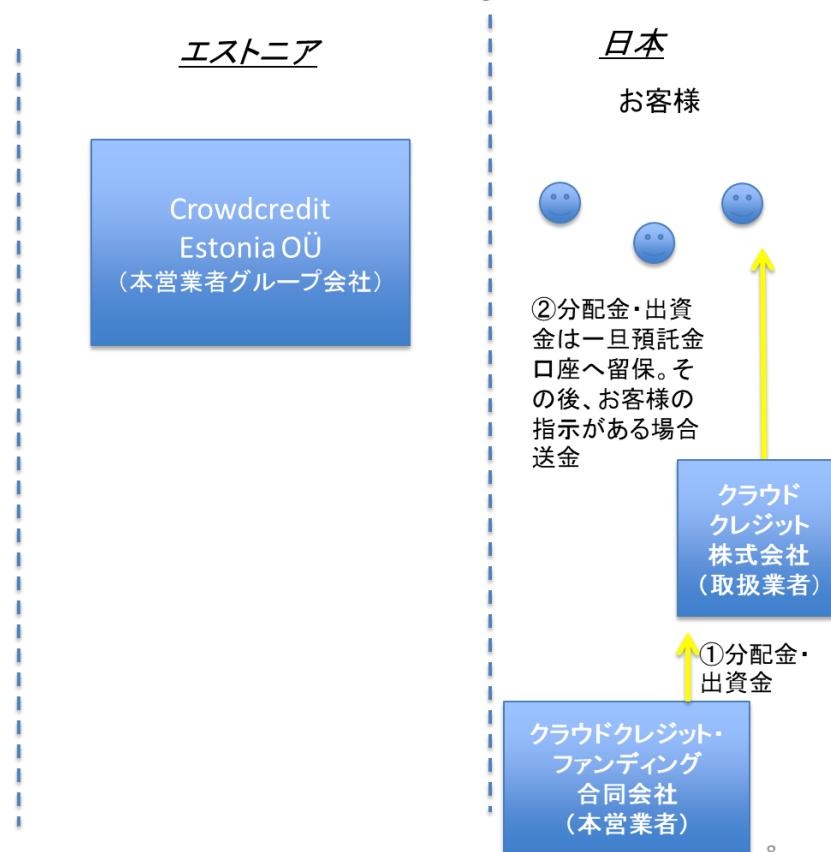 エストニア
日本
お客様
Crowdcredit
Estonia OÜ
（本営業者グループ会社）
②分配金・出資
金は一旦預託金
口座へ留保。そ
の後、お客様の
指示がある場合
送金
クラウド
クレジット
株式会社
（取扱業者）
①分配金・
出資金
クラウドクレジット・
ファンディング
合同会社
（本営業者）